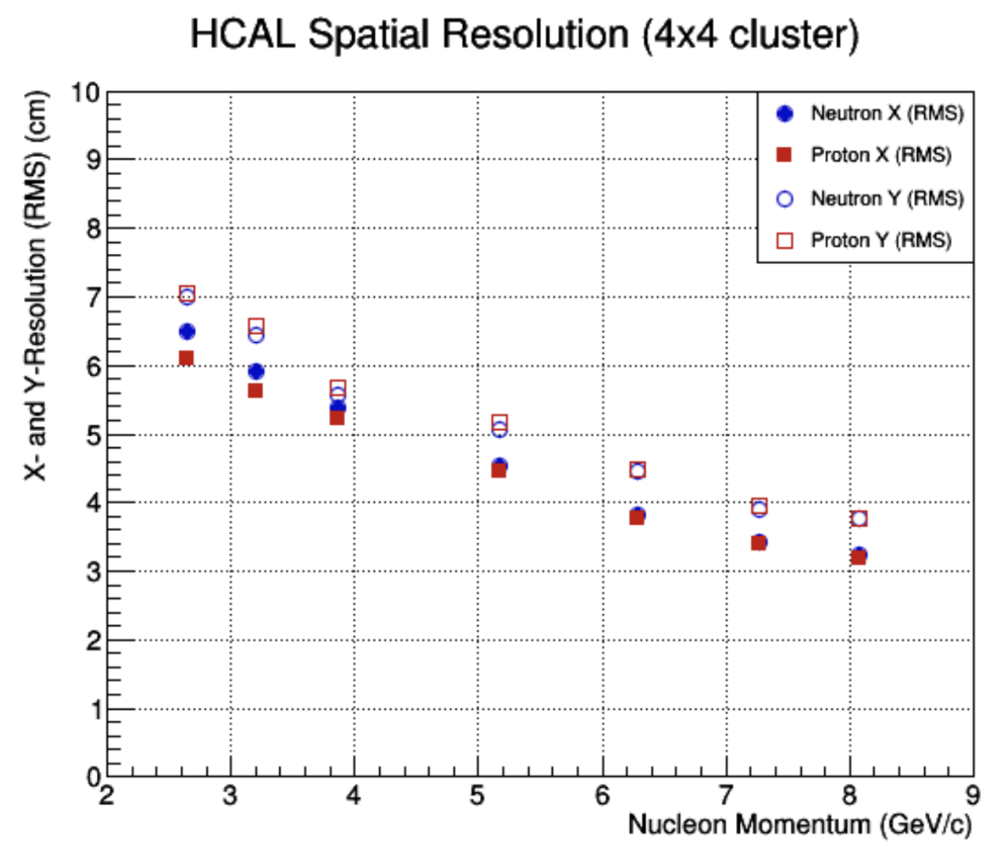 HCAL Spatial Resolution (4x4 cluster)
X- and Y-Resolution (RMS) (cm)
10
9
8
7
6
5
4
3
2
1
0
Neutron X (RMS)
Proton X (RMS)
Neutron Y (RMS)
Proton Y (RMS)
2 3 4 5 6 7 8 9
Nucleon Momentum (GeV/c)